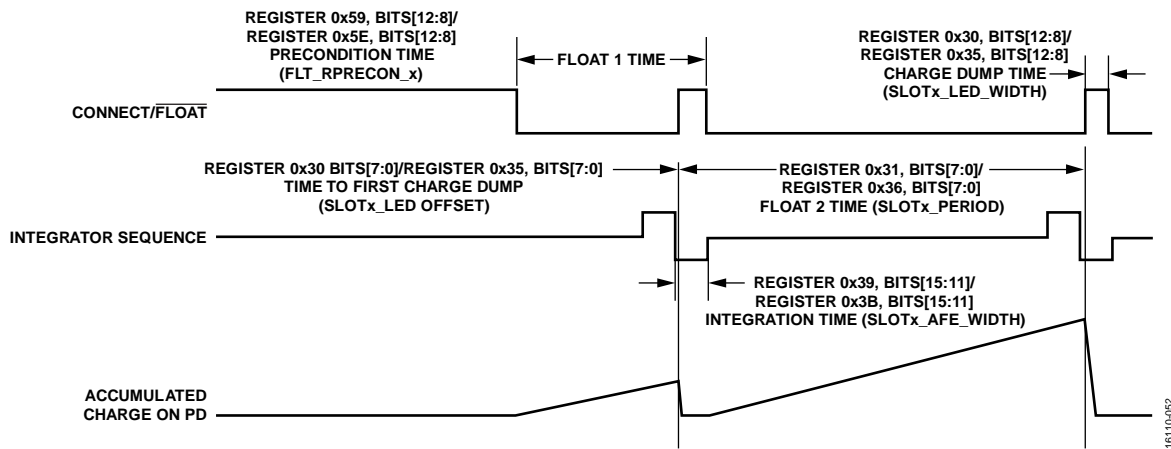 REGISTER 0x59, BITS[12:8]/
REGISTER 0x5E, BITS[12:8]
PRECONDITION TIME
(FLT_RPRECON_x)
FLOAT 1 TIME
REGISTER 0x30, BITS[12:8]/
REGISTER 0x35, BITS[12:8]
CHARGE DUMP TIME
(SLOTx_LED_WIDTH)
CONNECT/FLOAT
REGISTER 0x30 BITS[7:0]/REGISTER 0x35, BITS[7:0]
TIME TO FIRST CHARGE DUMP
(SLOTx_LED OFFSET)
REGISTER 0x31, BITS[7:0]/
REGISTER 0x36, BITS[7:0]
FLOAT 2 TIME (SLOTx_PERIOD)
INTEGRATOR SEQUENCE
REGISTER 0x39, BITS[15:11]/
REGISTER 0x3B, BITS[15:11]
INTEGRATION TIME (SLOTx_AFE_WIDTH)
ACCUMULATED
CHARGE ON PD
16110-052